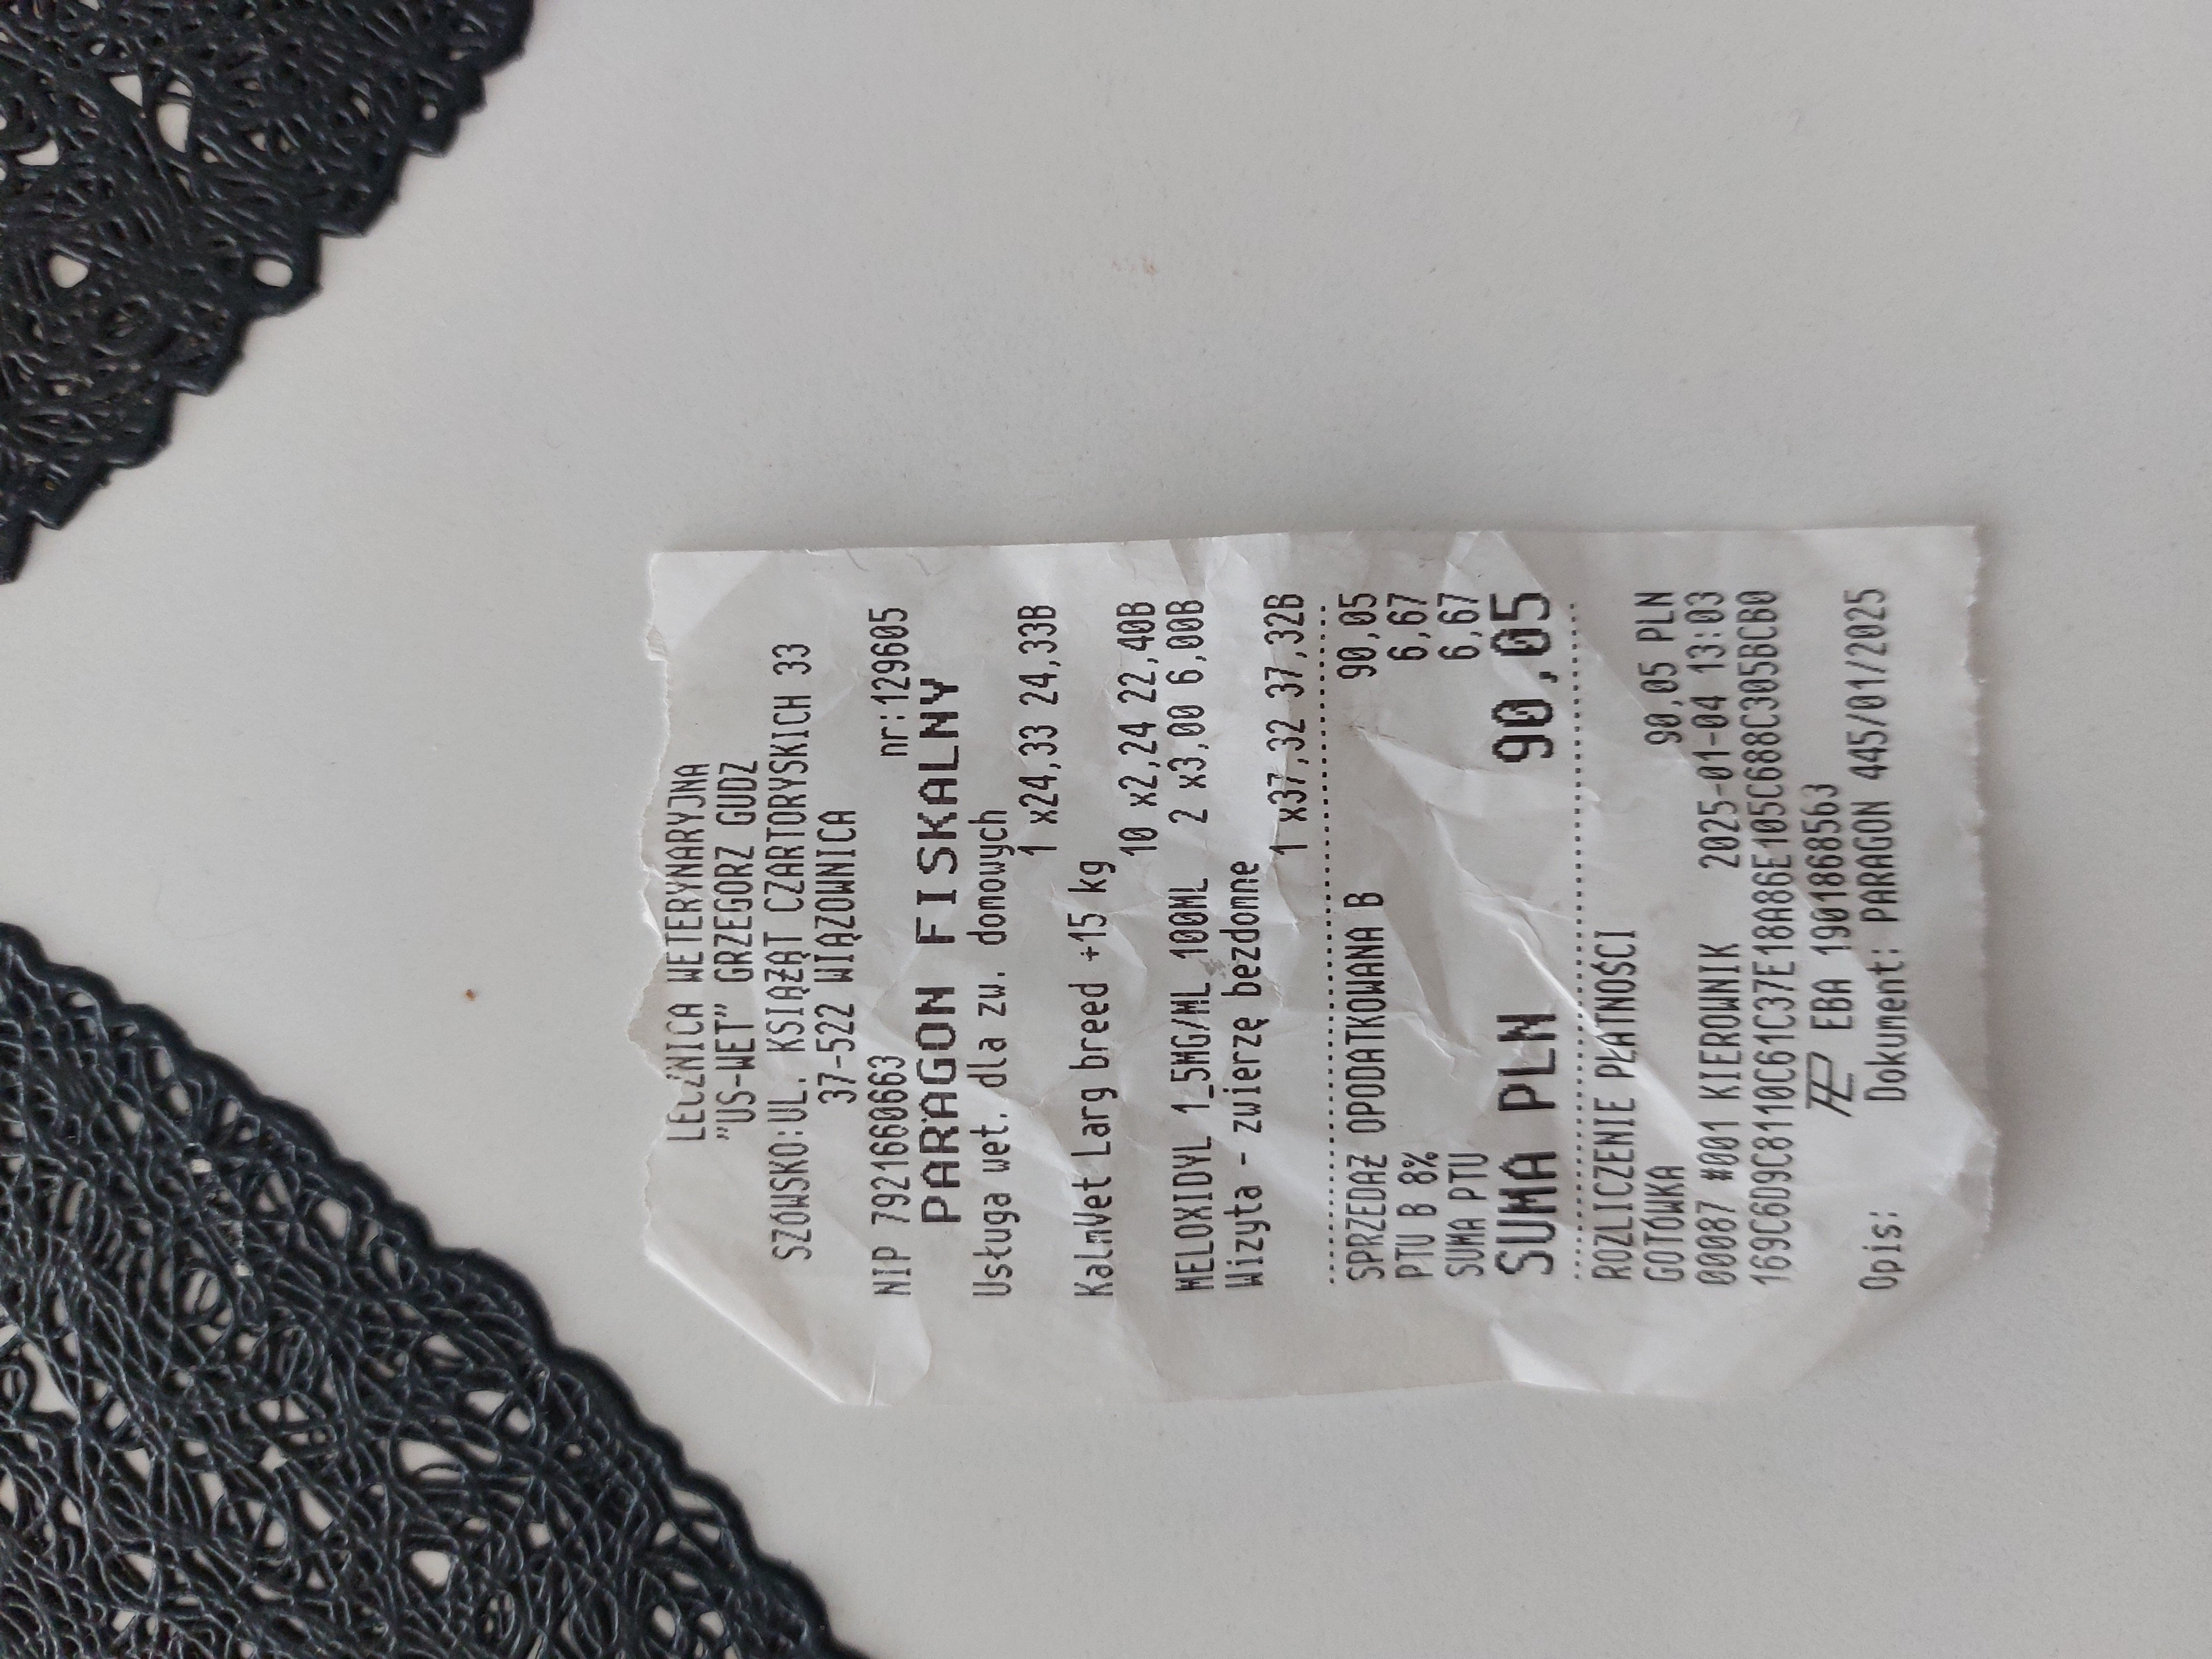 LECZNICA WETERYNARYJNA
"US-WET" GRZEGORZ GUDZ
SZÓWSKO:UL. KSIĄŻĄT CZARTORYSKICH 33
37-522 WIĄZOWNICA
NIP 7921660663 nr:129605
PARAGON FISKALNY
Usługa wet. dla zw. domowych
1 x24,33 24,33B
KalmVet Larg breed +15 kg
10 x2,24 22,40B
MELOXIDYL 1_5MG/ML 100ML 2 x3,00 6,00B
Wizyta - zwierzę bezdomne
1 x37,32 37,32B
SPRZEDAŻ OPODATKOWANA B 90,05
PTU B 8% 6,67
SUMA PTU 6,67
SUMA PLN 90,05
ROZLICZENIE PŁATNOŚCI
GOTÓWKA 90,05 PLN
00087 #001 KIEROWNIK 2025-01-04 13:03
169C6D9C8110C61C37E18A86E105C688C305BCB0
EBA 1901868563
Opis: Dokument: PARAGON 445/01/2025